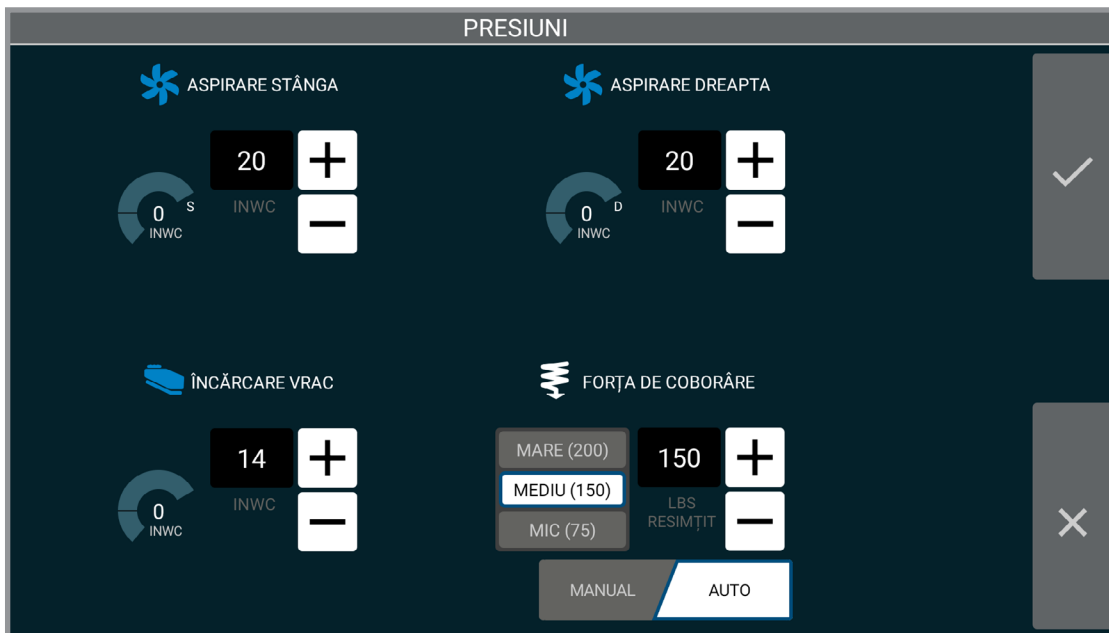 PRESIUNI
ASPIRARE STÂNGA
20
INWC
0
S
INWC
ASPIRARE DREAPTA
20
INWC
0
D
INWC
ÎNCĂRCARE VRAC
14
INWC
0
INWC
FORȚA DE COBORÂRE
MARE (200)
MEDIU (150)
MIC (75)
150
LBS
RESIMȚIT
MANUAL
AUTO